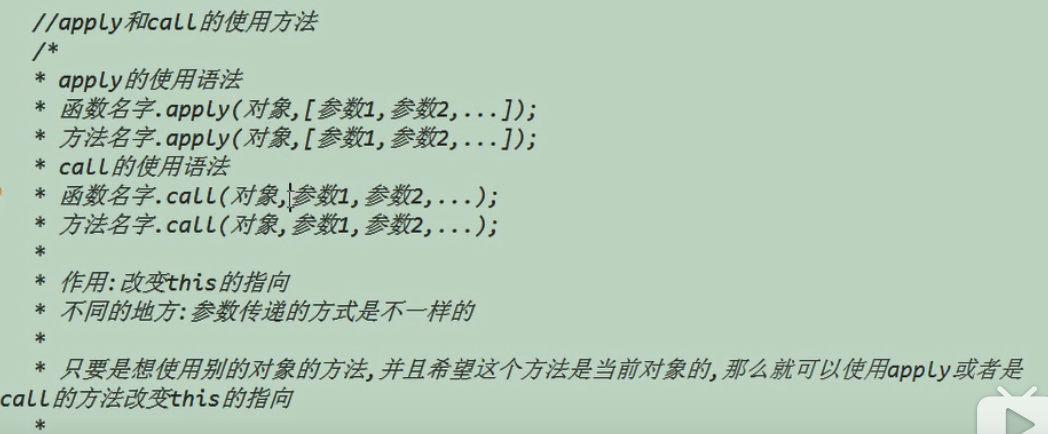 //apply和call的使用方法
/*
* apply的使用语法
* 函数名字.apply(对象,[参数1,参数2,...]);
* 方法名字.apply(对象,[参数1,参数2,...]);
* call的使用语法
* 函数名字.call(对象,参数1,参数2,...);
* 方法名字.call(对象,参数1,参数2,...);
*
* 作用:改变this的指向
* 不同的地方:参数传递的方式是不一样的
*
* 只要是想使用别的对象的方法,并且希望这个方法是当前对象的,那么就可以使用apply或者是
call的方法改变this的指向
*